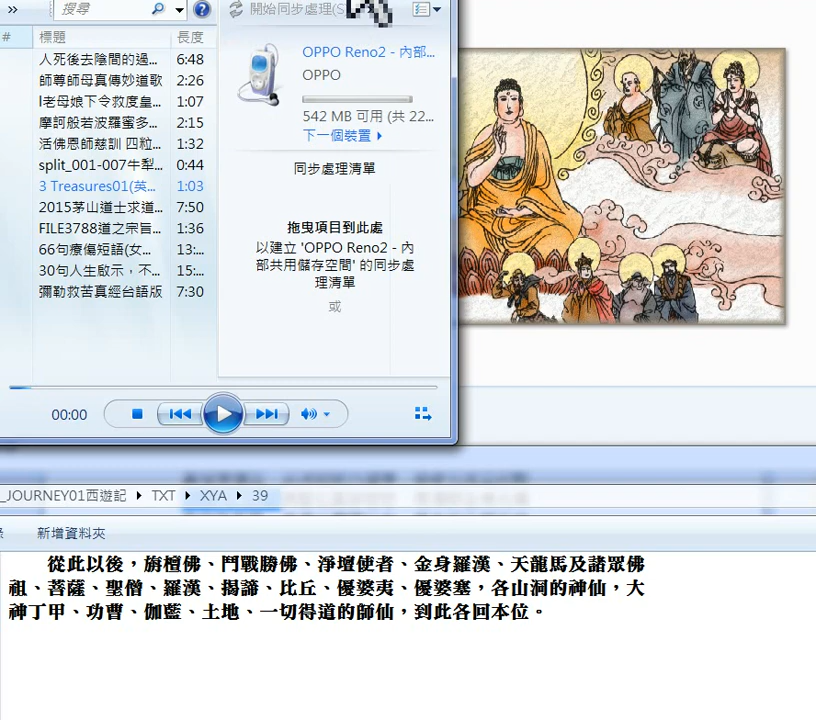 搜尋
開始同步處理(S
# 標題 長度
人死後去陰間的過... 6:48
師尊師母真傳妙道歌 2:26
l老母娘下令救度皇... 1:07
摩訶般若波羅蜜多... 2:15
活佛恩師慈訓 四粒... 1:32
split_001-007牛犁... 0:44
3 Treasures01(英... 1:03
2015茅山道士求道... 7:50
FILE3788道之宗旨... 1:36
66句療傷短語(女... 13:...
30句人生啟示，不... 15:...
彌勒救苦真經台語版 7:30
OPPO Reno2 - 內部...
OPPO
542 MB 可用 (共 22...
下一個裝置
同步處理清單
拖曳項目到此處
以建立 'OPPO Reno2 - 內
部共用儲存空間' 的同步處
理清單
或
00:00
_JOURNEY01西遊記 TXT XYA 39
新增資料夾
從此以後，旃檀佛、鬥戰勝佛、淨壇使者、金身羅漢、天龍馬及諸眾佛
祖、菩薩、聖僧、羅漢、揭諦、比丘、優婆夷、優婆塞，各山洞的神仙，大
神丁甲、功曹、伽藍、土地、一切得道的師仙，到此各回本位。